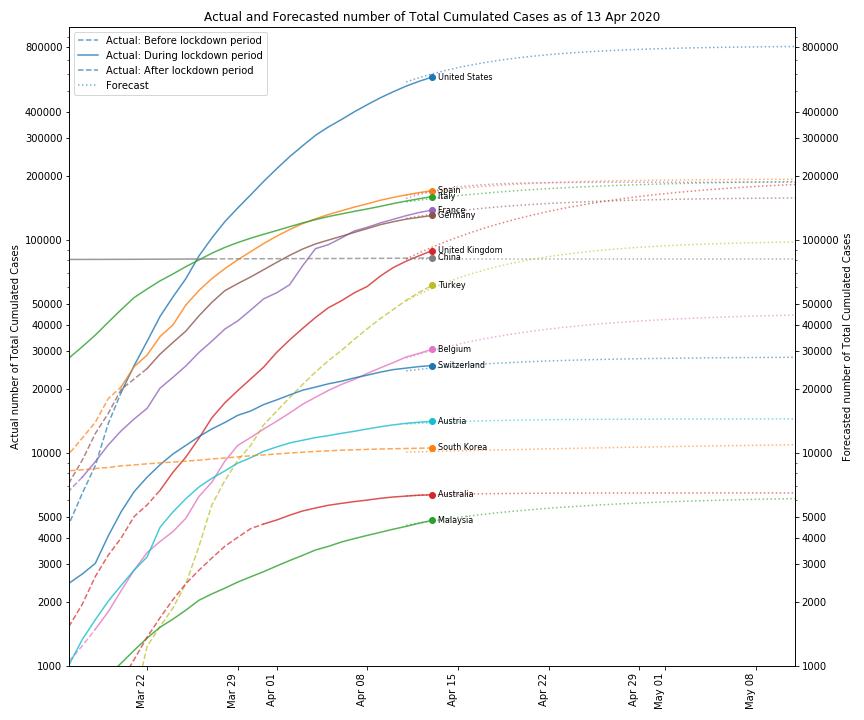 Actual and Forecasted number of Total Cumulated Cases as of 13 Apr 2020
Actual: Before lockdown period
Actual: During lockdown period
Actual: After lockdown period
Forecast
Actual number of Total Cumulated Cases
800000
400000
300000
200000
100000
50000
40000
30000
20000
10000
5000
4000
3000
2000
1000
United States
Spain
Italy
France
Germany
United Kingdom
China
Turkey
Belgium
Switzerland
Austria
South Korea
Australia
Malaysia
800000
400000
300000
200000
100000
50000
40000
30000
20000
10000
5000
4000
3000
2000
1000
Forecasted number of Total Cumulated Cases
Mar 22
Mar 29
Apr 01
Apr 08
Apr 15
Apr 22
Apr 29
May 01
May 08